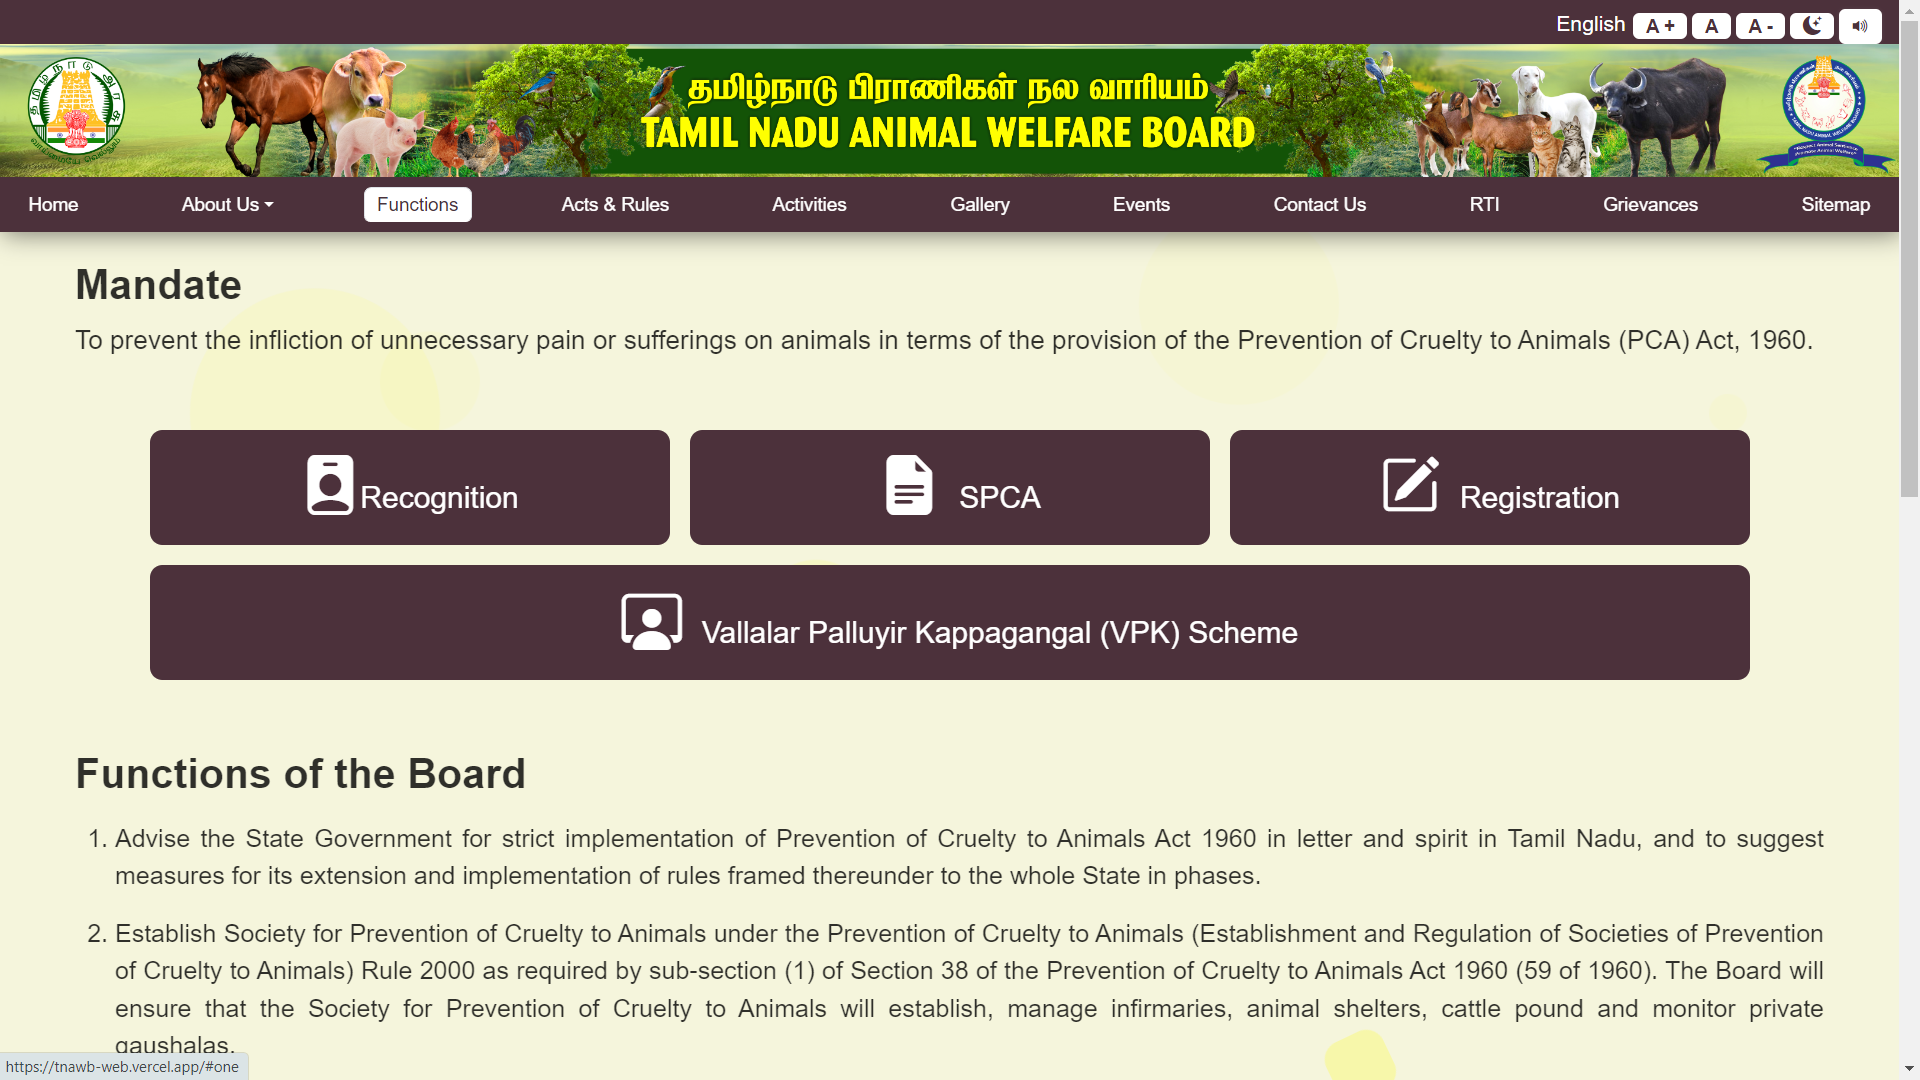 English A + A A -
தமிழ்நாடு பிராணிகள் நல வாரியம்
TAMIL NADU ANIMAL WELFARE BOARD
TAMIL NADU ANIMAL WELFARE BOARD
Home About Us Functions Acts & Rules Activities Gallery Events Contact Us RTI Grievances Sitemap
Mandate
To prevent the infliction of unnecessary pain or sufferings on animals in terms of the provision of the Prevention of Cruelty to Animals (PCA) Act, 1960.
Recognition SPCA Registration
Vallalar Palluyir Kappagangal (VPK) Scheme
Functions of the Board
1. Advise the State Government for strict implementation of Prevention of Cruelty to Animals Act 1960 in letter and spirit in Tamil Nadu, and to suggest
measures for its extension and implementation of rules framed thereunder to the whole State in phases.
2. Establish Society for Prevention of Cruelty to Animals under the Prevention of Cruelty to Animals (Establishment and Regulation of Societies of Prevention
of Cruelty to Animals) Rule 2000 as required by sub-section (1) of Section 38 of the Prevention of Cruelty to Animals Act 1960 (59 of 1960). The Board will
ensure that the Society for Prevention of Cruelty to Animals will establish, manage infirmaries, animal shelters, cattle pound and monitor private
gaushalas.
https://tnawb-web.vercel.app/#one